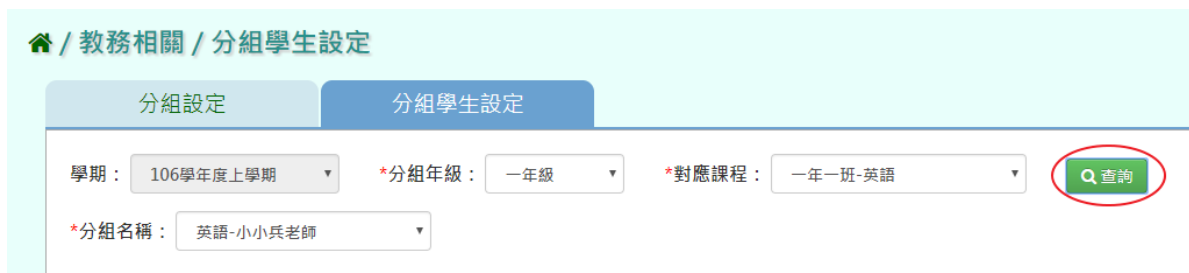 / 教務相關 / 分組學生設定
分組設定 分組學生設定
學期： 106學年度上學期 *分組年級： 一年級 *對應課程： 一年一班-英語 查詢
*分組名稱： 英語-小小兵老師